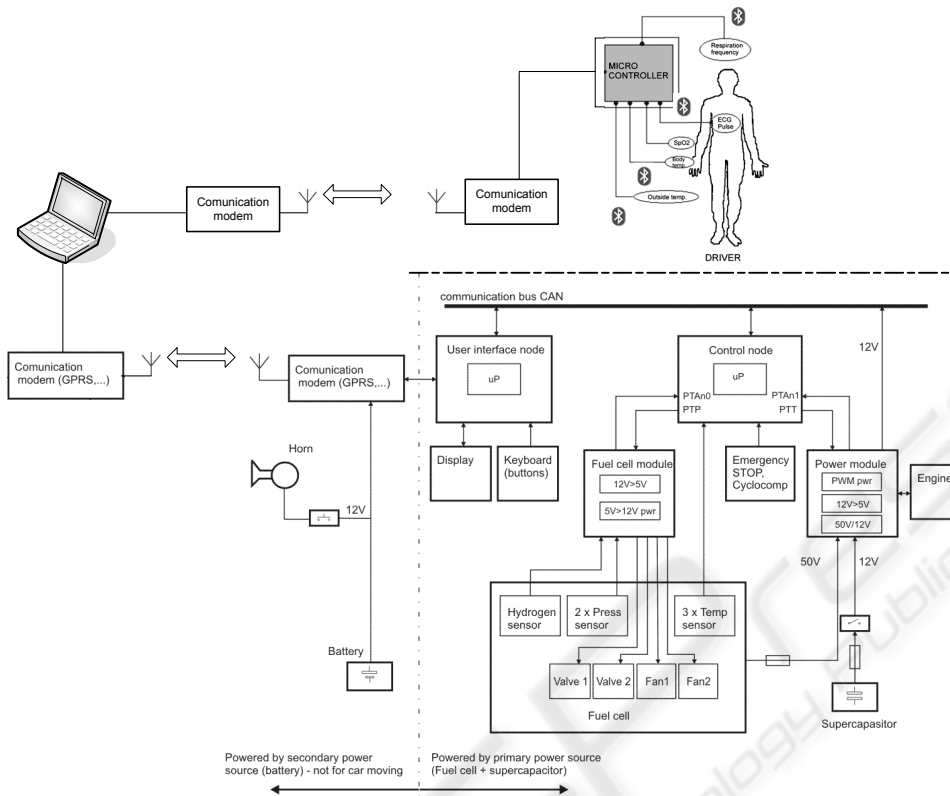 Respiration
frequency
MICRO
CONTROLLER
ECG
Pulse
SpO2
Body
temp.
Outside temp.
DRIVER
Comunication
modem
Comunication
modem
communication bus CAN
12V
Comunication
modem (GPRS,...)
Comunication
modem (GPRS,...)
User interface node
uP
Control node
uP
PTAn0
PTAn1
PTP
PTT
Horn
12V
Display
Keyboard
(buttons)
Fuel cell module
12V>5V
5V>12V pwr
Emergency
STOP,
Cyclocomp
Power module
PWM pwr
12V>5V
50V/12V
Engine
50V
12V
Hydrogen
sensor
2 x Press
sensor
3 x Temp
sensor
Valve 1
Valve 2
Fan1
Fan2
Fuel cell
Battery
Supercapasitor
Powered by secondary power
source (battery) - not for car moving
Powered by primary power source
(Fuel cell + supercapacitor)